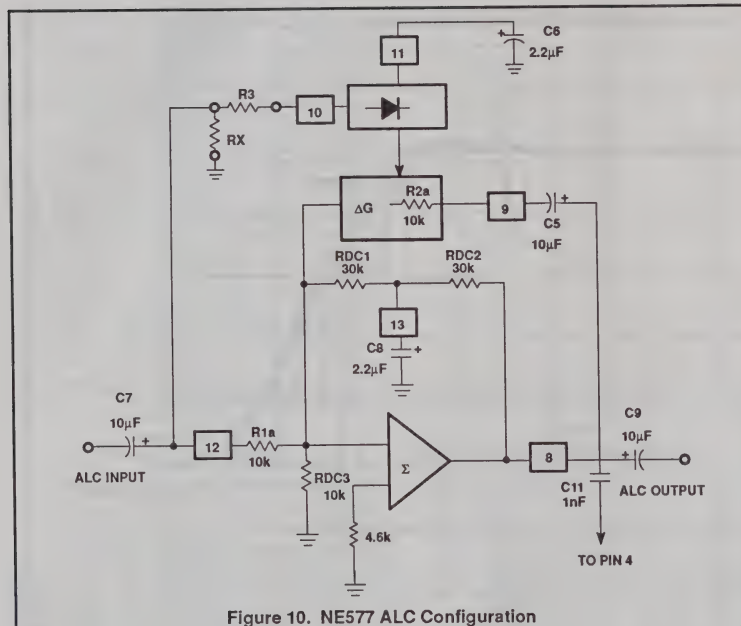 C6
2.2µF
11
R3
10
RX
ΔG
R2a
10k
9
C5
10µF
RDC1
30k
RDC2
30k
13
C8
2.2µF
C7
10µF
ALC INPUT
12
R1a
10k
RDC3
10k
Σ
4.6k
8
C9
10µF
ALC OUTPUT
C11
1nF
TO PIN 4
Figure 10. NE577 ALC Configuration